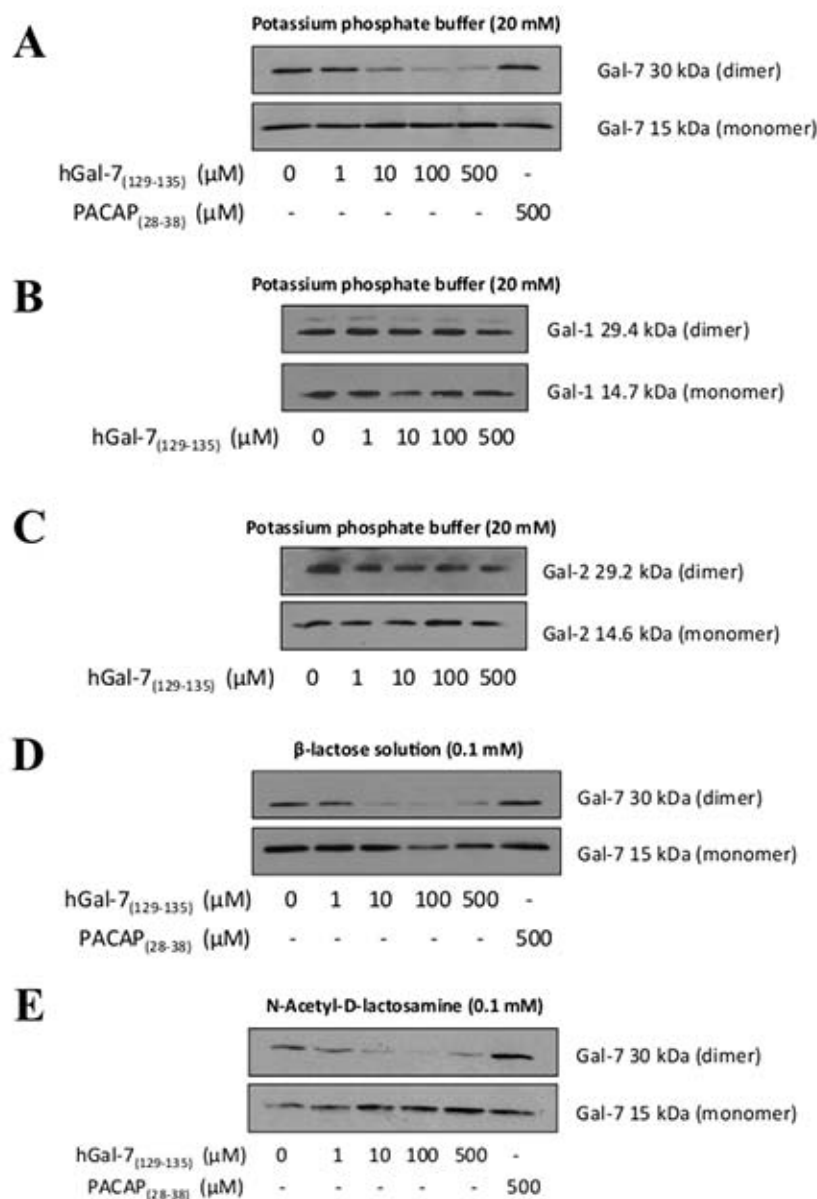 A
Potassium phosphate buffer (20 mM)
Gal-7 30 kDa (dimer)
Gal-7 15 kDa (monomer)
hGal-7(129-135) (μM) 0 1 10 100 500 -
PACAP(28-38) (μM) - - - - - 500
B
Potassium phosphate buffer (20 mM)
Gal-1 29.4 kDa (dimer)
Gal-1 14.7 kDa (monomer)
hGal-7(129-135) (μM) 0 1 10 100 500
C
Potassium phosphate buffer (20 mM)
Gal-2 29.2 kDa (dimer)
Gal-2 14.6 kDa (monomer)
hGal-7(129-135) (μM) 0 1 10 100 500
D
β-lactose solution (0.1 mM)
Gal-7 30 kDa (dimer)
Gal-7 15 kDa (monomer)
hGal-7(129-135) (μM) 0 1 10 100 500 -
PACAP(28-38) (μM) - - - - - 500
E
N-Acetyl-D-lactosamine (0.1 mM)
Gal-7 30 kDa (dimer)
Gal-7 15 kDa (monomer)
hGal-7(129-135) (μM) 0 1 10 100 500 -
PACAP(28-38) (μM) - - - - - 500